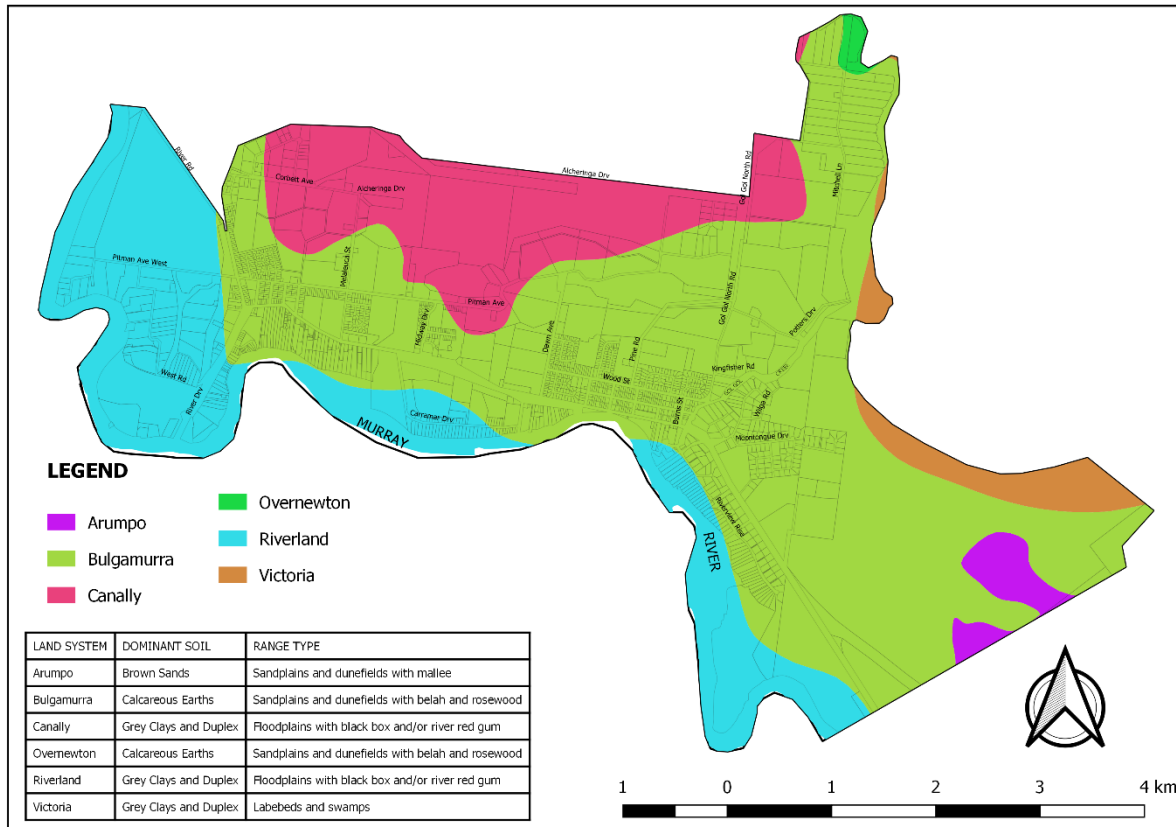 River Rd
Corbett Ave
Alcheringa Drv
Alcheringa Drv
Gol Gol North Rd
Mitchell Ln
Pitman Ave West
Melaleuca St
Pitman Ave
Midway Drv
Dawn Ave
Pine Rd
Gol Gol North Rd
Potters Drv
Kingfisher Rd
Wood St
GOL GOL CREEK
Wilga Rd
Burns St
West Rd
River Drv
Carramar Drv
Moontongue Drv
MURRAY
RIVER
Riverview Rise
LEGEND
Arumpo
Bulgamurra
Canally
Overnewton
Riverland
Victoria
LAND SYSTEM DOMINANT SOIL RANGE TYPE
Arumpo Brown Sands Sandplains and dunefields with mallee
Bulgamurra Calcareous Earths Sandplains and dunefields with belah and rosewood
Canally Grey Clays and Duplex Floodplains with black box and/or river red gum
Overnewton Calcareous Earths Sandplains and dunefields with belah and rosewood
Riverland Grey Clays and Duplex Floodplains with black box and/or river red gum
Victoria Grey Clays and Duplex Labebeds and swamps
1 0 1 2 3 4 km